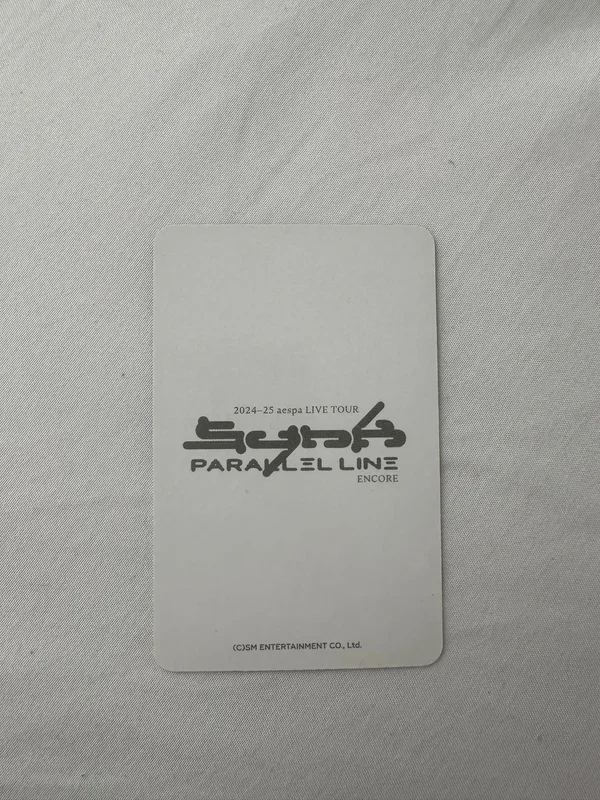 2024–25 aespa LIVE TOUR
SYNK
PARALLEL LINE
ENCORE
(C)SM ENTERTAINMENT CO., Ltd.